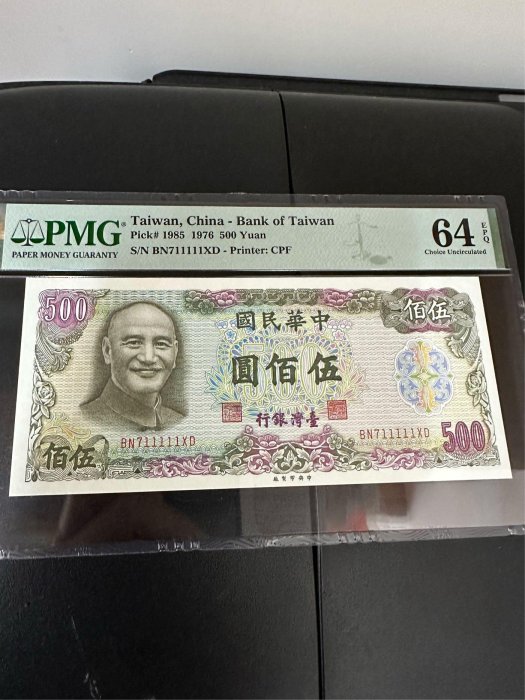 PMG
PAPER MONEY GUARANTY
Taiwan, China - Bank of Taiwan
Pick# 1985 1976 500 Yuan
S/N BN711111XD - Printer: CPF
64 EPQ
Choice Uncirculated
500
國民華中
佰伍
圓佰伍
行銀灣臺
BN711111XD
BN711111XD
佰伍
500